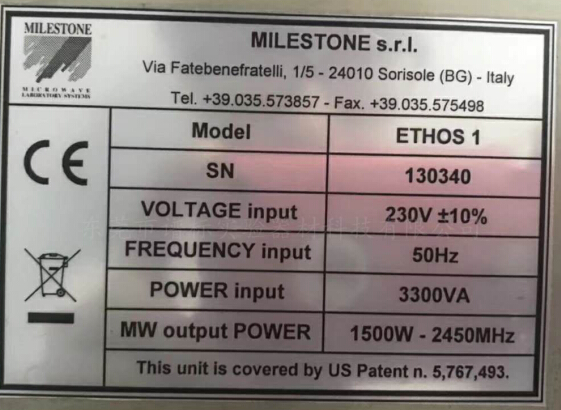 MILESTONE
MICROWAVE
LABORATORY SYSTEMS
MILESTONE s.r.l.
Via Fatebenefratelli, 1/5 - 24010 Sorisole (BG) - Italy
Tel. +39.035.573857 - Fax. +39.035.575498
CE
Model ETHOS 1
SN 130340
VOLTAGE input 230V ±10%
FREQUENCY input 50Hz
POWER input 3300VA
MW output POWER 1500W - 2450MHz
This unit is covered by US Patent n. 5,767,493.